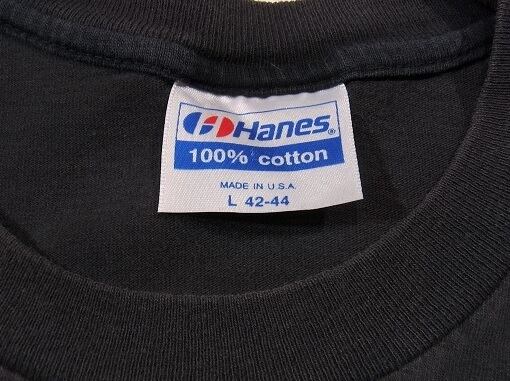 Hanes®
100% cotton
MADE IN U.S.A.
L 42-44